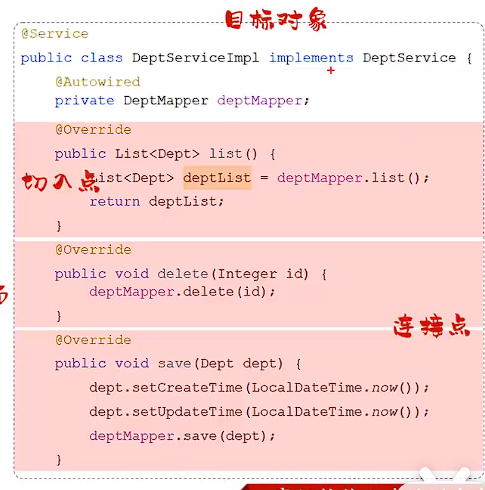 目标对象
@Service
public class DeptServiceImpl implements DeptService {
@Autowired
private DeptMapper deptMapper;
@Override
public List<Dept> list() {
切入点 List<Dept> deptList = deptMapper.list();
return deptList;
}
@Override
public void delete(Integer id) {
deptMapper.delete(id);
}
连接点
@Override
public void save(Dept dept) {
dept.setCreateTime(LocalDateTime.now());
dept.setUpdateTime(LocalDateTime.now());
deptMapper.save(dept);
}